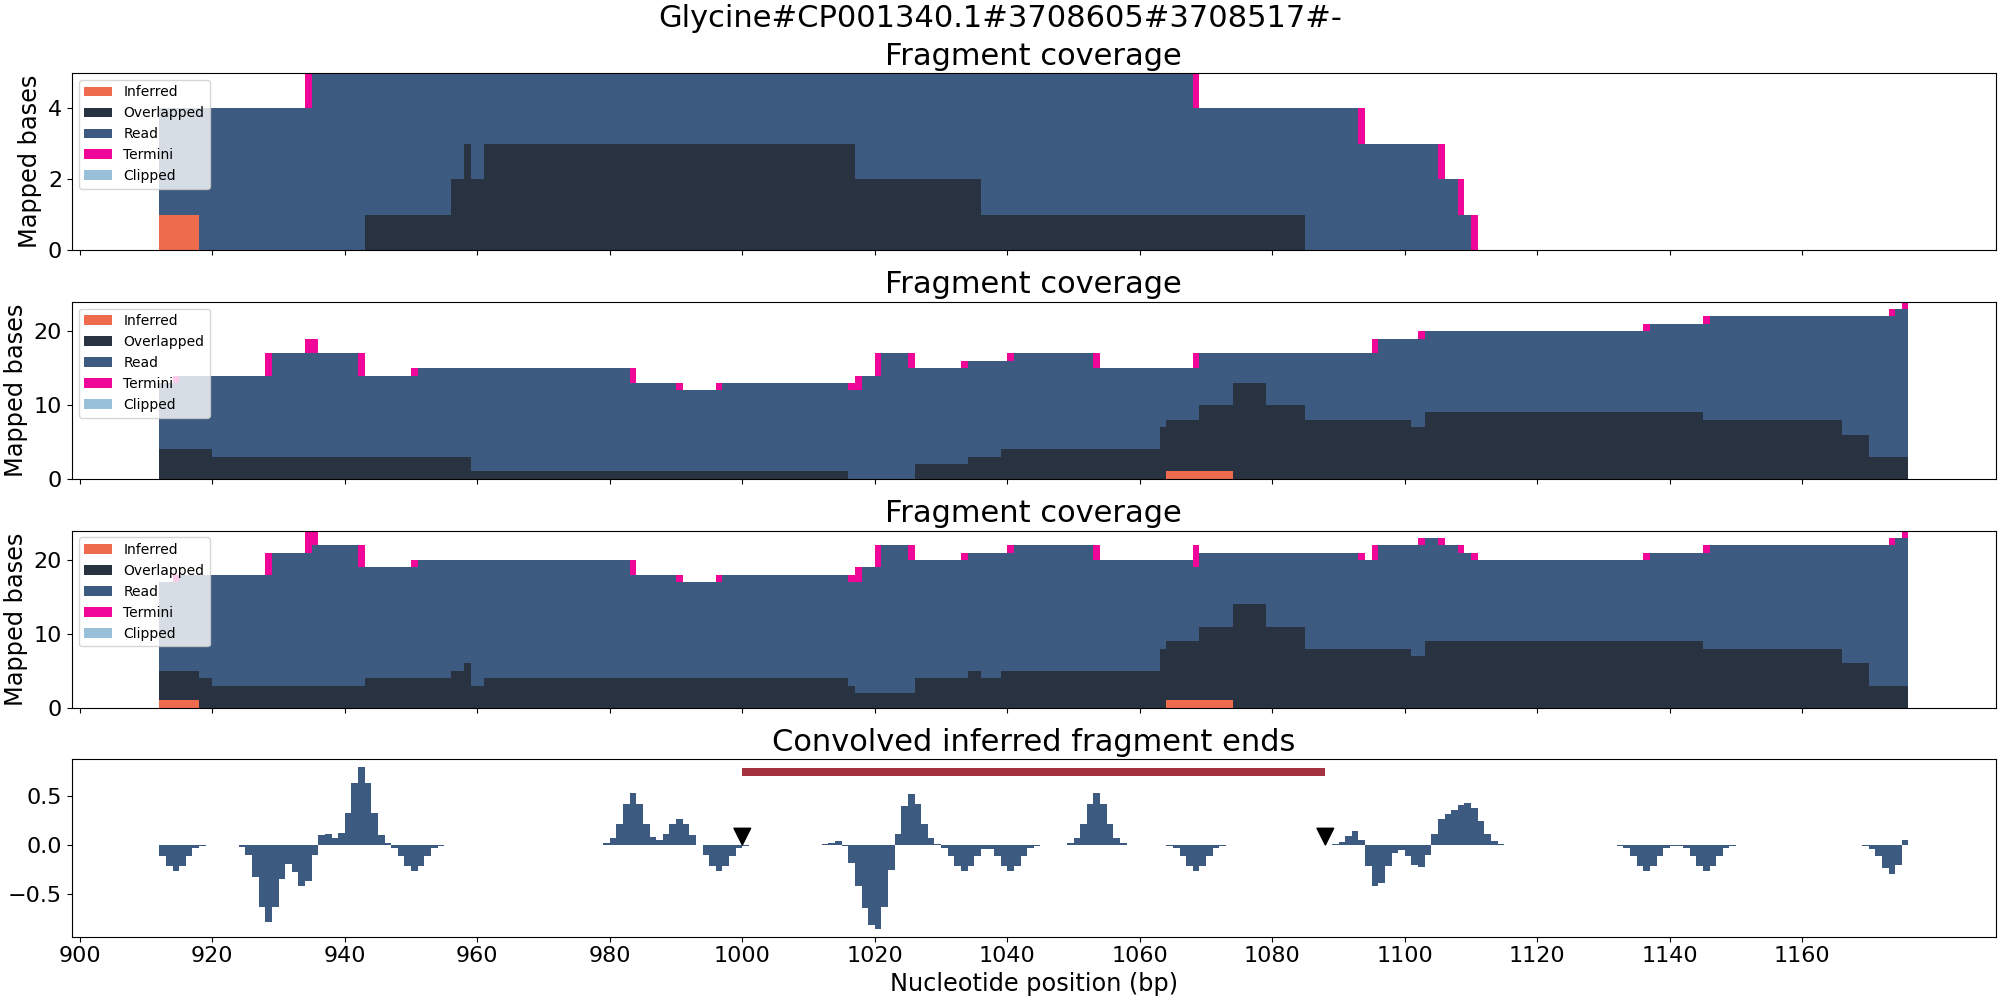 Glycine#CP001340.1#3708605#3708517#-
Fragment coverage
Mapped bases
4
2
0
Inferred
Overlapped
Read
Termini
Clipped
Fragment coverage
Mapped bases
20
10
0
Inferred
Overlapped
Read
Termini
Clipped
Fragment coverage
Mapped bases
20
10
0
Inferred
Overlapped
Read
Termini
Clipped
Convolved inferred fragment ends
0.5
0.0
−0.5
900 920 940 960 980 1000 1020 1040 1060 1080 1100 1120 1140 1160
Nucleotide position (bp)